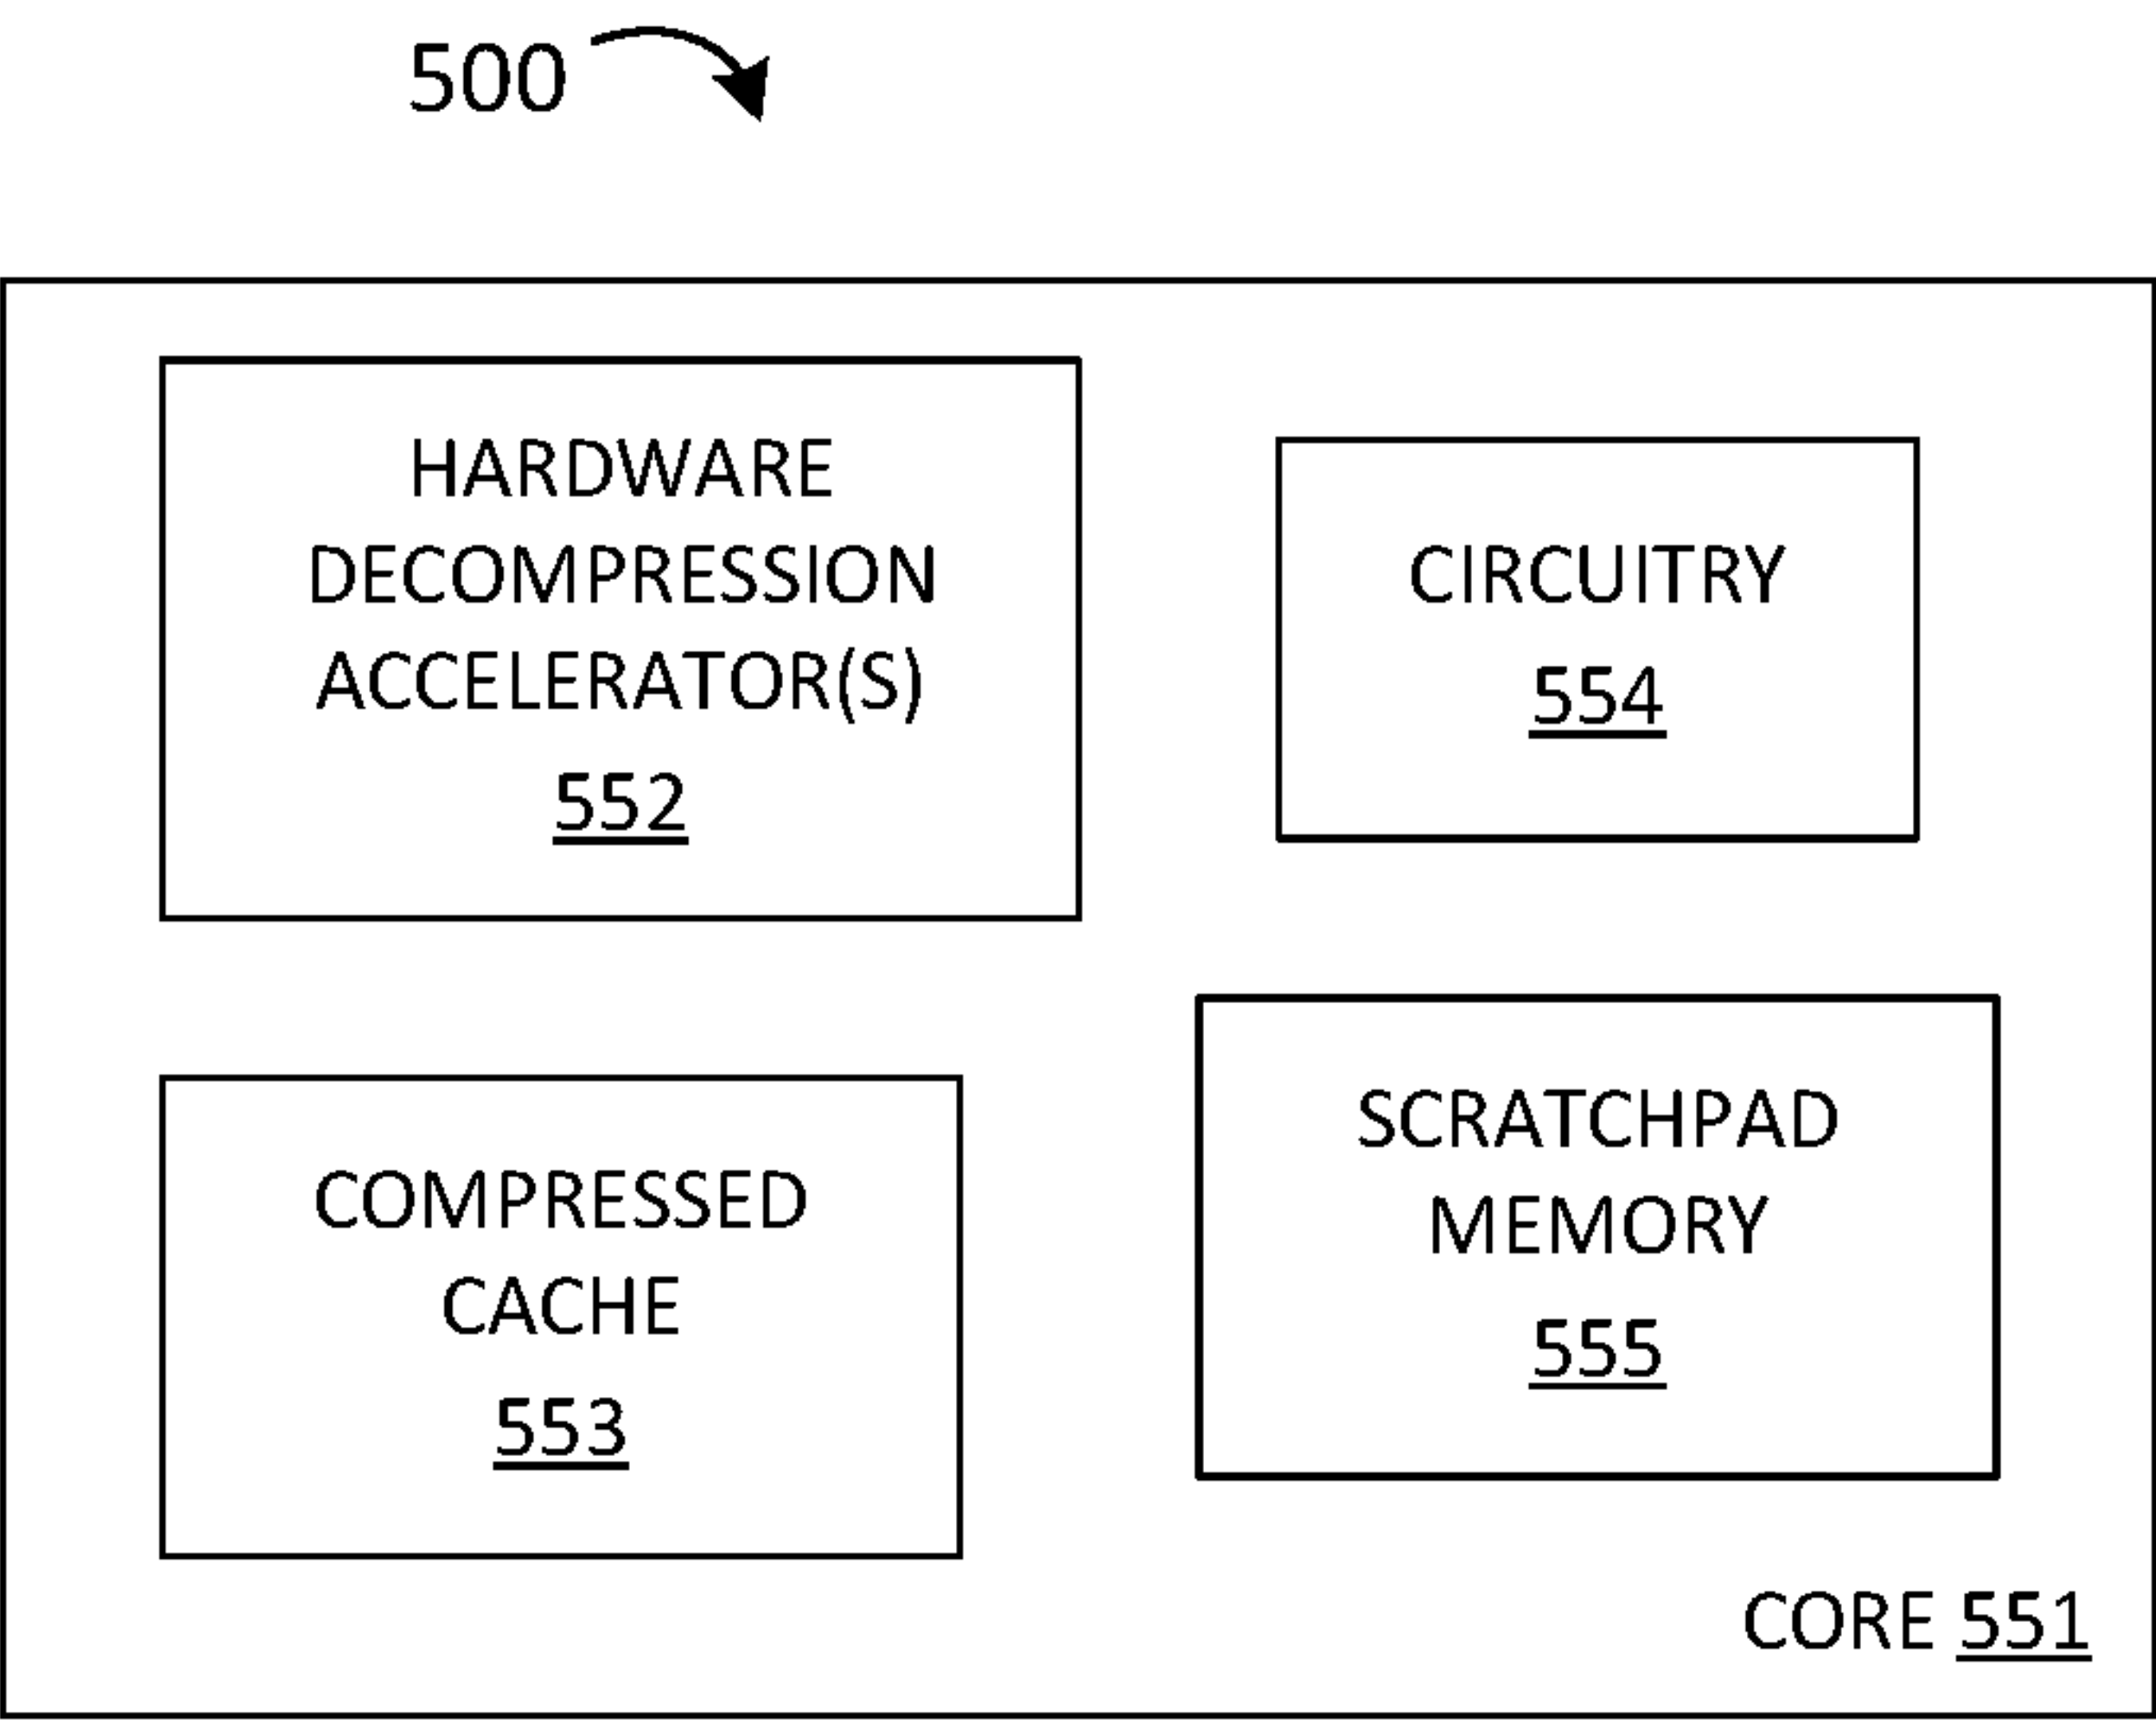 500
HARDWARE
DECOMPRESSION
ACCELERATOR(S)
552
CIRCUITRY
554
COMPRESSED
CACHE
553
SCRATCHPAD
MEMORY
555
CORE 551